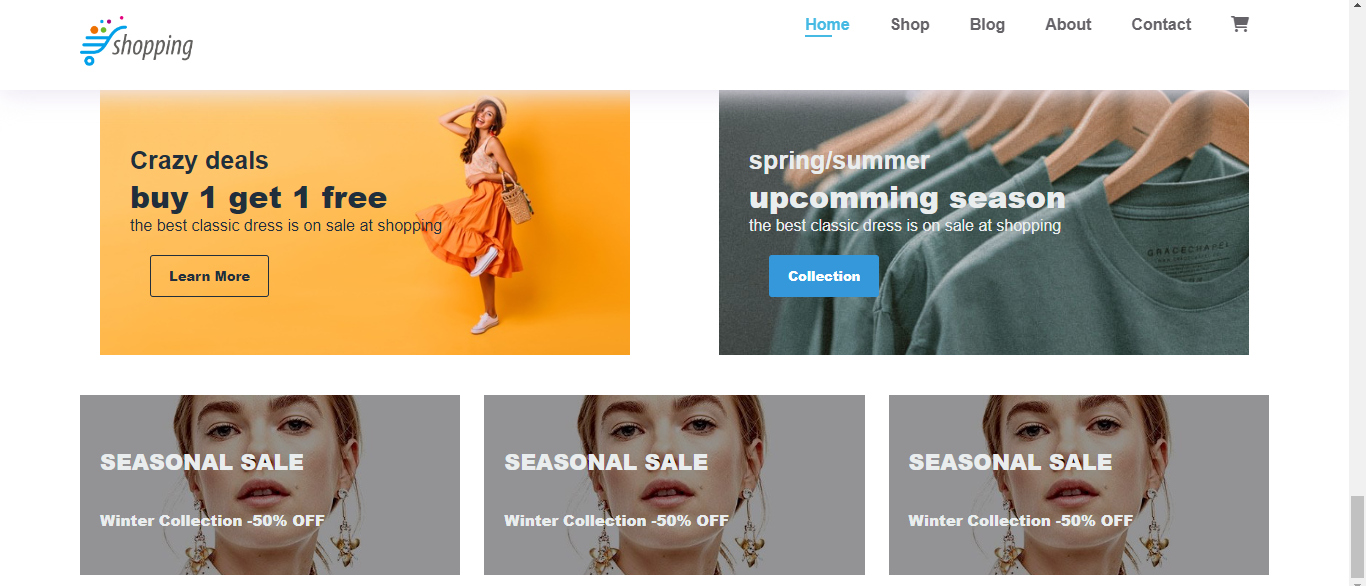 shopping
Home Shop Blog About Contact
Crazy deals
buy 1 get 1 free
the best classic dress is on sale at shopping
Learn More
spring/summer
upcomming season
the best classic dress is on sale at shopping
Collection
GRACECHAPEL
SEASONAL SALE
Winter Collection -50% OFF
SEASONAL SALE
Winter Collection -50% OFF
SEASONAL SALE
Winter Collection -50% OFF